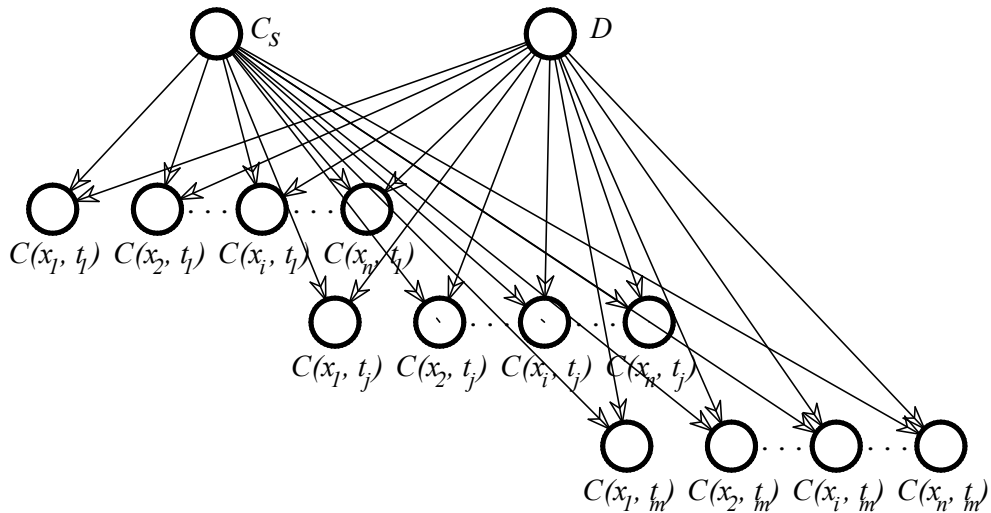 C_S D
C(x_1, t_1) C(x_2, t_1) C(x_i, t_1) C(x_n, t_1)
C(x_1, t_j) C(x_2, t_j) C(x_i, t_j) C(x_n, t_j)
C(x_1, t_m) C(x_2, t_m) C(x_i, t_m) C(x_n, t_m)